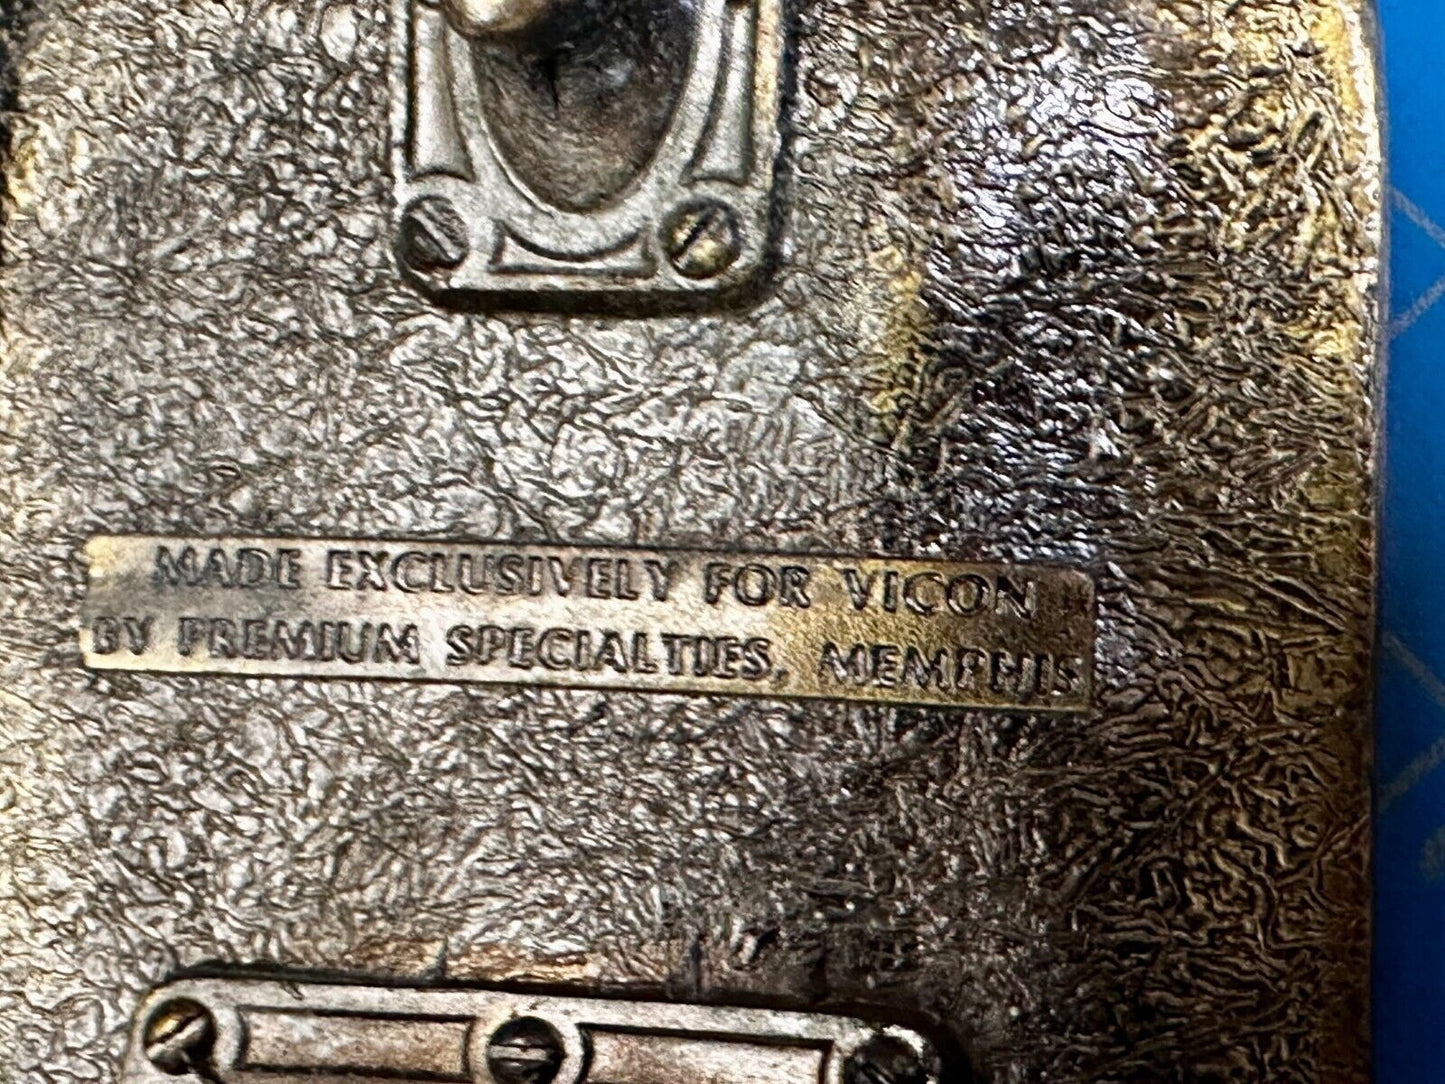 MADE EXCLUSIVELY FOR VICON
BY PREMIUM SPECIALTIES, MEMPHIS